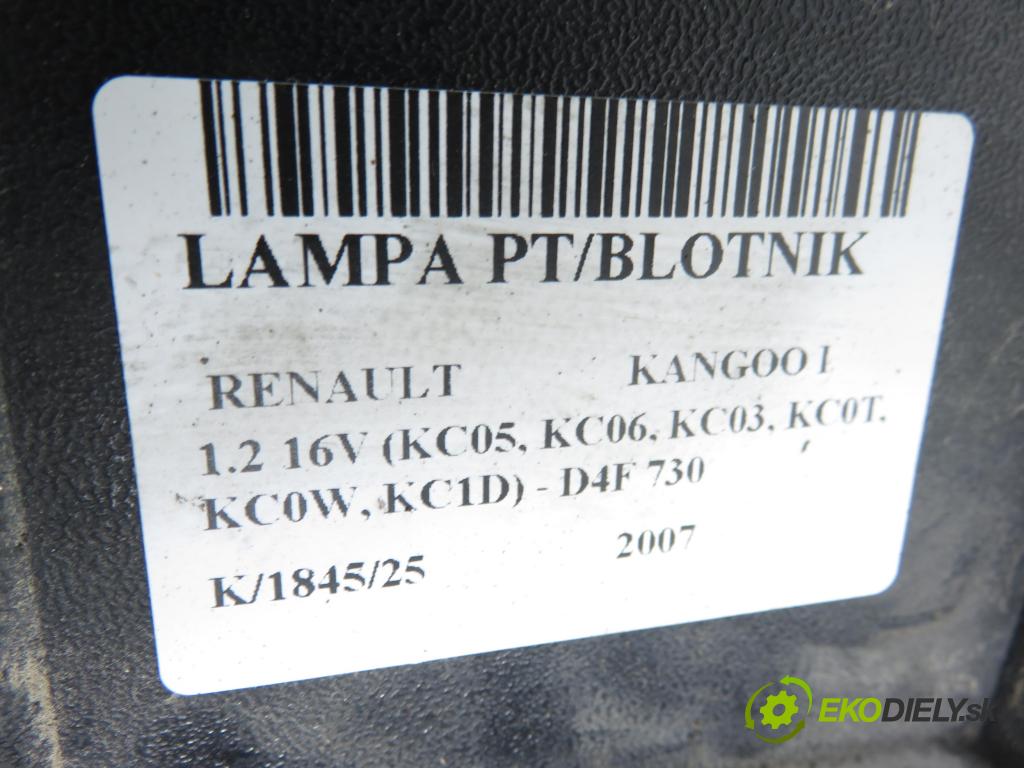 LAMPA PT/BLOTNIK
RENAULT KANGOO I
1.2 16V (KC05, KC06, KC03, KC0T,
KC0W, KC1D) - D4F 730
K/1845/25 2007
EKODIELY.sk